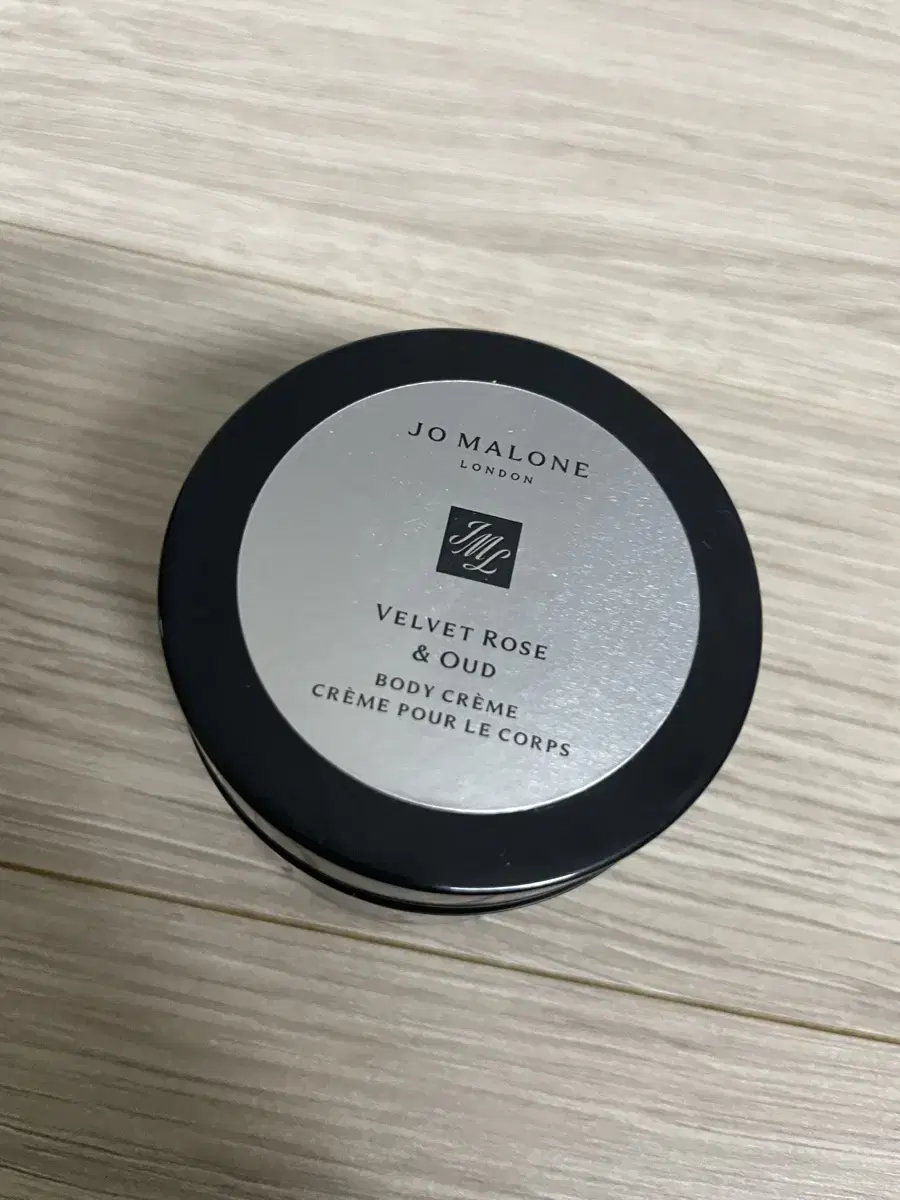 JO MALONE
LONDON
JML
VELVET ROSE
& OUD
BODY CRÈME
CRÈME POUR LE CORPS